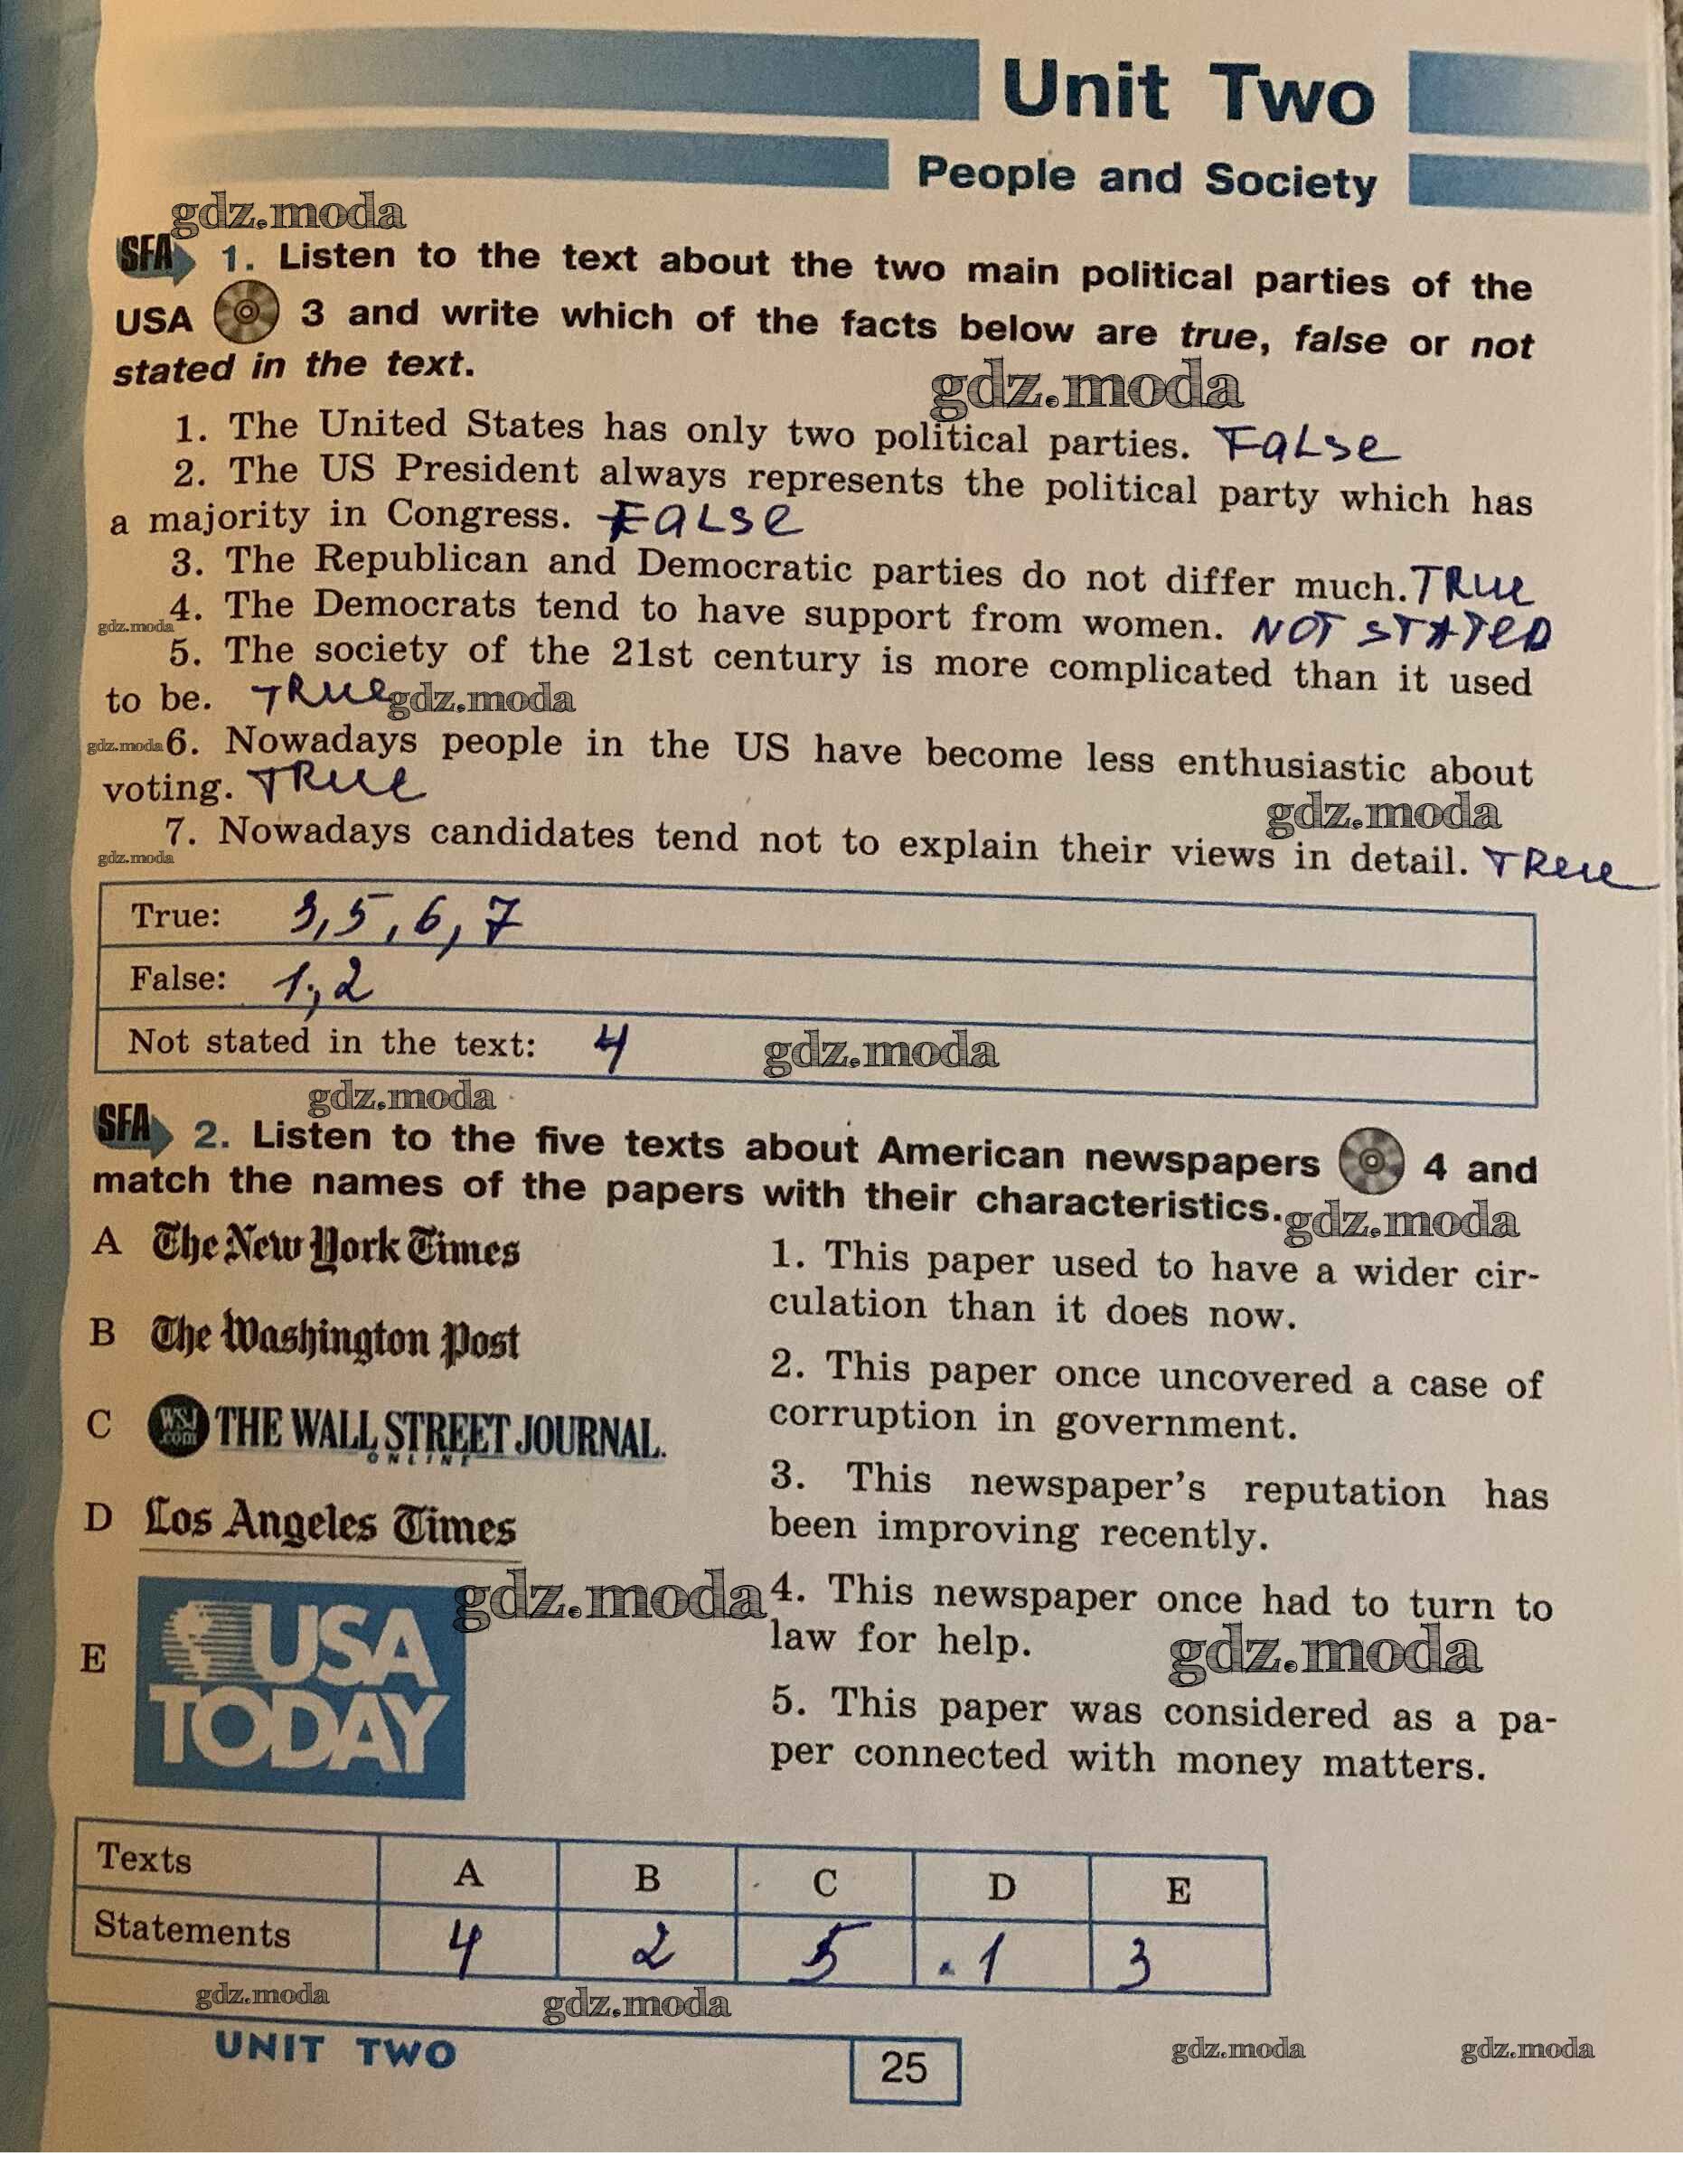 Unit Two
People and Society
gdz.moda
SFA 1. Listen to the text about the two main political parties of the
USA 3 and write which of the facts below are true, false or not
stated in the text.
gdz.moda
1. The United States has only two political parties. FaLse
2. The US President always represents the political party which has
a majority in Congress. FaLse
3. The Republican and Democratic parties do not differ much. TRue
gdz.moda 4. The Democrats tend to have support from women. NOT STATeD
5. The society of the 21st century is more complicated than it used
to be. TRue gdz.moda
gdz.moda 6. Nowadays people in the US have become less enthusiastic about
voting. TRue
gdz.moda
7. Nowadays candidates tend not to explain their views in detail. TRue
gdz.moda
True: 3, 5, 6, 7
False: 1, 2
Not stated in the text: 4 gdz.moda
gdz.moda
SFA 2. Listen to the five texts about American newspapers 4 and
match the names of the papers with their characteristics. gdz.moda
A The New York Times
B The Washington Post
C WSJ .com THE WALL STREET JOURNAL.
ONLINE
D Los Angeles Times
E USA
TODAY
gdz.moda
1. This paper used to have a wider cir-
culation than it does now.
2. This paper once uncovered a case of
corruption in government.
3. This newspaper's reputation has
been improving recently.
4. This newspaper once had to turn to
law for help.
gdz.moda
5. This paper was considered as a pa-
per connected with money matters.
Texts A B C D E
Statements 4 2 5 1 3
gdz.moda gdz.moda
UNIT TWO 25 gdz.moda gdz.moda